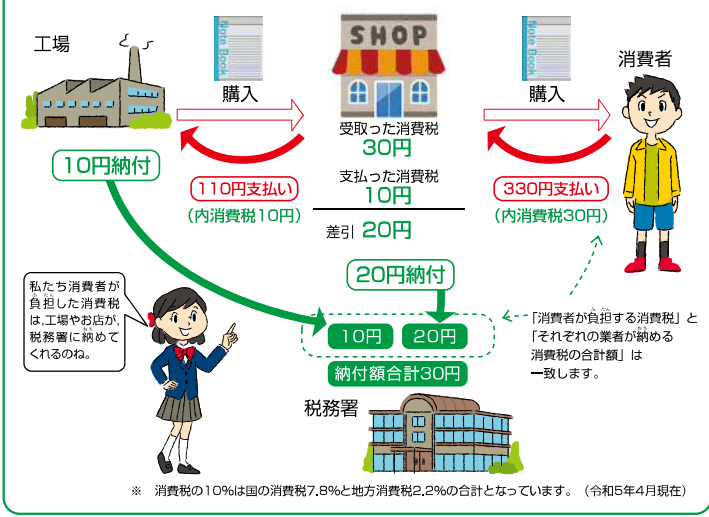 工場
Note Book
購入
SHOP
Note Book
購入
消費者
受取った消費税
30円
支払った消費税
10円
差引 20円
10円納付
110円支払い
(内消費税10円)
330円支払い
(内消費税30円)
20円納付
私たち消費者が
負担した消費税
は,工場やお店が,
税務署に納めて
くれるのね。
10円 20円
納付額合計30円
税務署
「消費者が負担する消費税」と
「それぞれの業者が納める
消費税の合計額」は
一致します。
※ 消費税の10%は国の消費税7.8%と地方消費税2.2%の合計となっています。(令和5年4月現在)